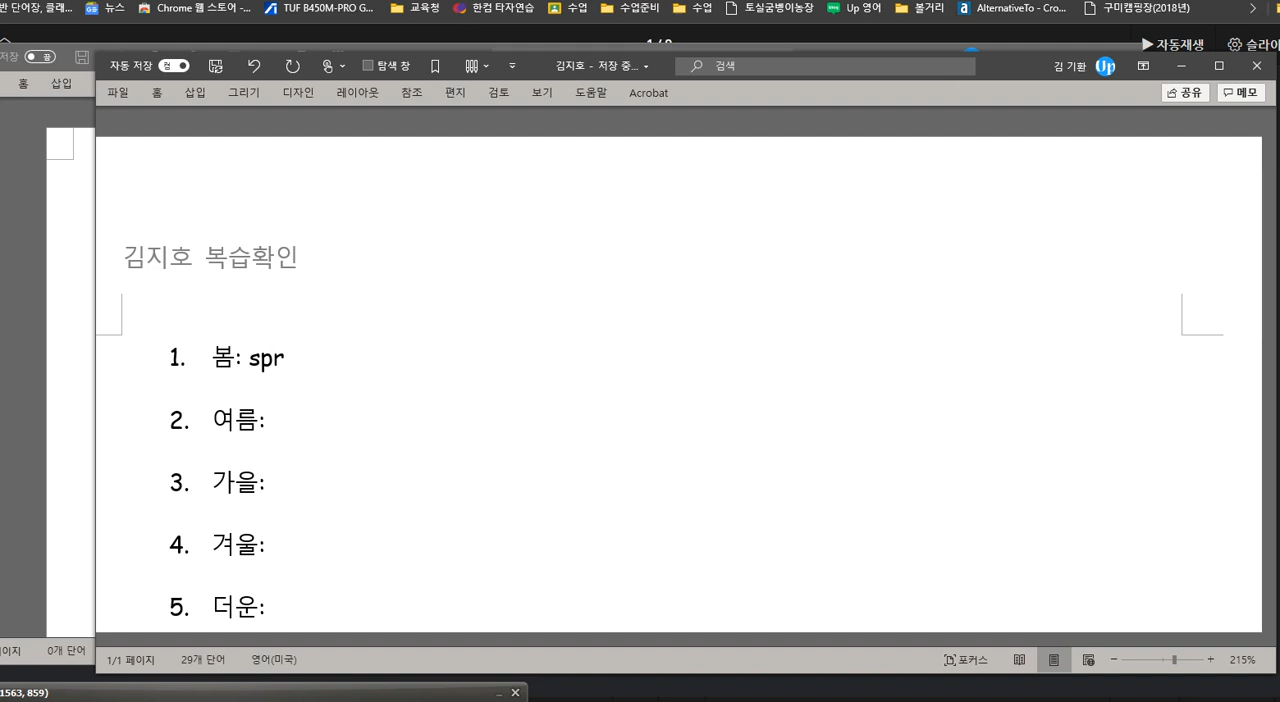 반 단어장, 클래... 뉴스 Chrome 웹 스토어 -... TUF B450M-PRO G... 교육청 한컴 타자연습 수업 수업준비 수업 토실굼벵이농장 Up 영어 볼거리 AlternativeTo - Cro... 구미캠핑장(2018년)
자동재생 슬라이
저장 끔
홈 삽입
자동 저장 켬 탐색 창 김지호 - 저장 중... 검색 김 기환 Up
파일 홈 삽입 그리기 디자인 레이아웃 참조 편지 검토 보기 도움말 Acrobat 공유 메모
김지호 복습확인
1. 봄: spr
2. 여름:
3. 가을:
4. 겨울:
5. 더운:
이지 0개 단어
1/1 페이지 29개 단어 영어(미국) 포커스 215%
1563, 859)